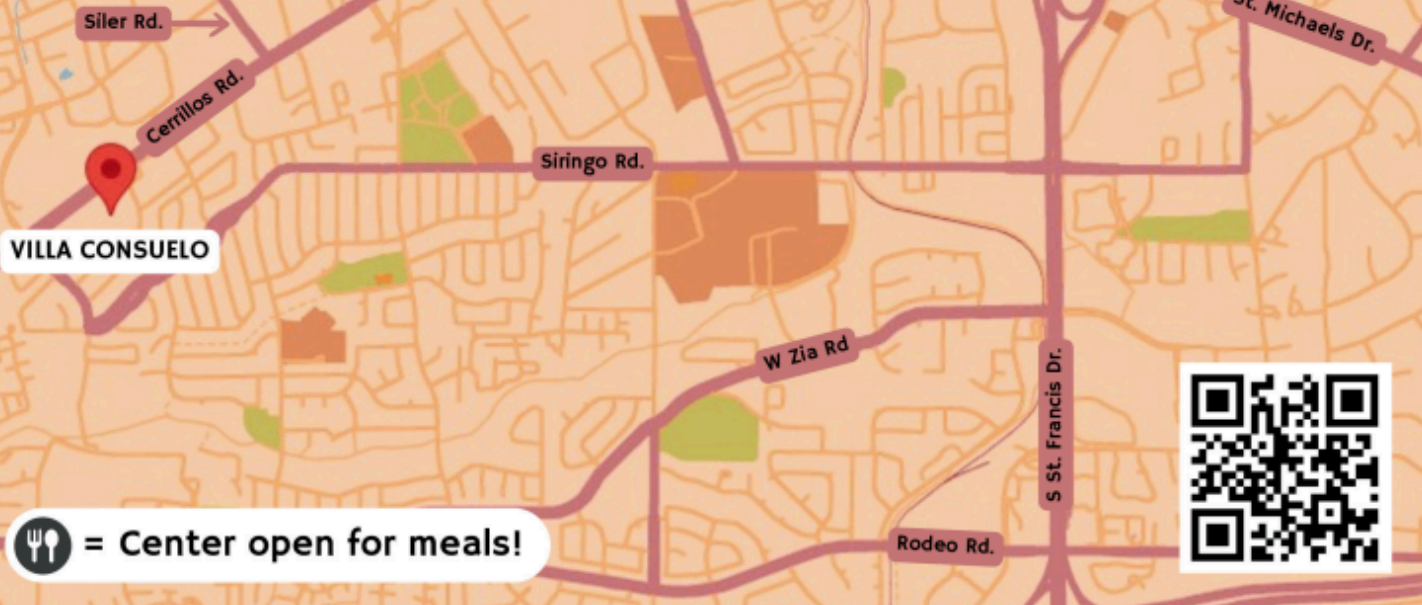 Siler Rd.
St. Michaels Dr.
Cerrillos Rd.
Siringo Rd.
VILLA CONSUELO
W Zia Rd
S St. Francis Dr.
= Center open for meals!
Rodeo Rd.